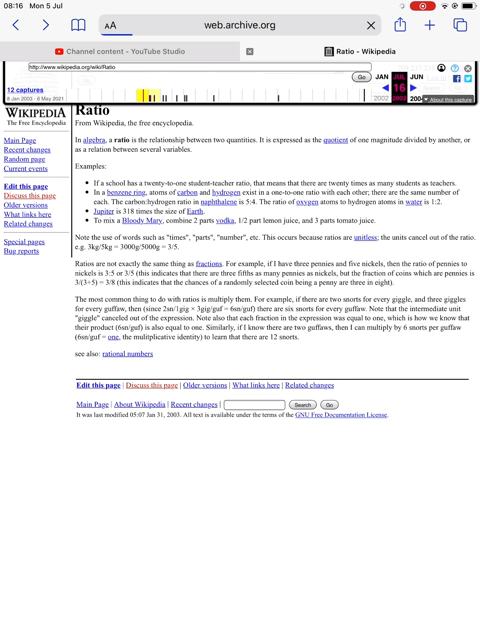 08:16 Mon 5 Jul
AA
web.archive.org
Channel content - YouTube Studio
Ratio - Wikipedia
http://www.wikipedia.org/wiki/Ratio
Go
JAN JUL JUN
12 captures
16
8 Jan 2003 - 6 May 2021
2002 2003 2004
About this capture
WIKIPEDIA
The Free Encyclopedia
Main Page
Recent changes
Random page
Current events
Edit this page
Discuss this page
Older versions
What links here
Related changes
Special pages
Bug reports
Ratio
From Wikipedia, the free encyclopedia.
In algebra, a ratio is the relationship between two quantities. It is expressed as the quotient of one magnitude divided by another, or
as a relation between several variables.
Examples:
If a school has a twenty-to-one student-teacher ratio, that means that there are twenty times as many students as teachers.
In a benzene ring, atoms of carbon and hydrogen exist in a one-to-one ratio with each other; there are the same number of
each. The carbon:hydrogen ratio in naphthalene is 5:4. The ratio of oxygen atoms to hydrogen atoms in water is 1:2.
Jupiter is 318 times the size of Earth.
To mix a Bloody Mary, combine 2 parts vodka, 1/2 part lemon juice, and 3 parts tomato juice.
Note the use of words such as "times", "parts", "number", etc. This occurs because ratios are unitless; the units cancel out of the ratio.
e.g. 3kg/5kg = 3000g/5000g = 3/5.
Ratios are not exactly the same thing as fractions. For example, if I have three pennies and five nickels, then the ratio of pennies to
nickels is 3:5 or 3/5 (this indicates that there are three fifths as many pennies as nickels, but the fraction of coins which are pennies is
3/(3+5) = 3/8 (this indicates that the chances of a randomly selected coin being a penny are three in eight).
The most common thing to do with ratios is multiply them. For example, if there are two snorts for every giggle, and three giggles
for every guffaw, then (since 2sn/1gig × 3gig/guf = 6sn/guf) there are six snorts for every guffaw. Note that the intermediate unit
"giggle" canceled out of the expression. Note also that each fraction in the expression was equal to one, which is how we know that
their product (6sn/guf) is also equal to one. Similarly, if I know there are two guffaws, then I can multiply by 6 snorts per guffaw
(6sn/guf = one, the mulitplicative identity) to learn that there are 12 snorts.
see also: rational numbers
Edit this page | Discuss this page | Older versions | What links here | Related changes
Main Page | About Wikipedia | Recent changes | Search Go
It was last modified 05:07 Jan 31, 2003. All text is available under the terms of the GNU Free Documentation License.